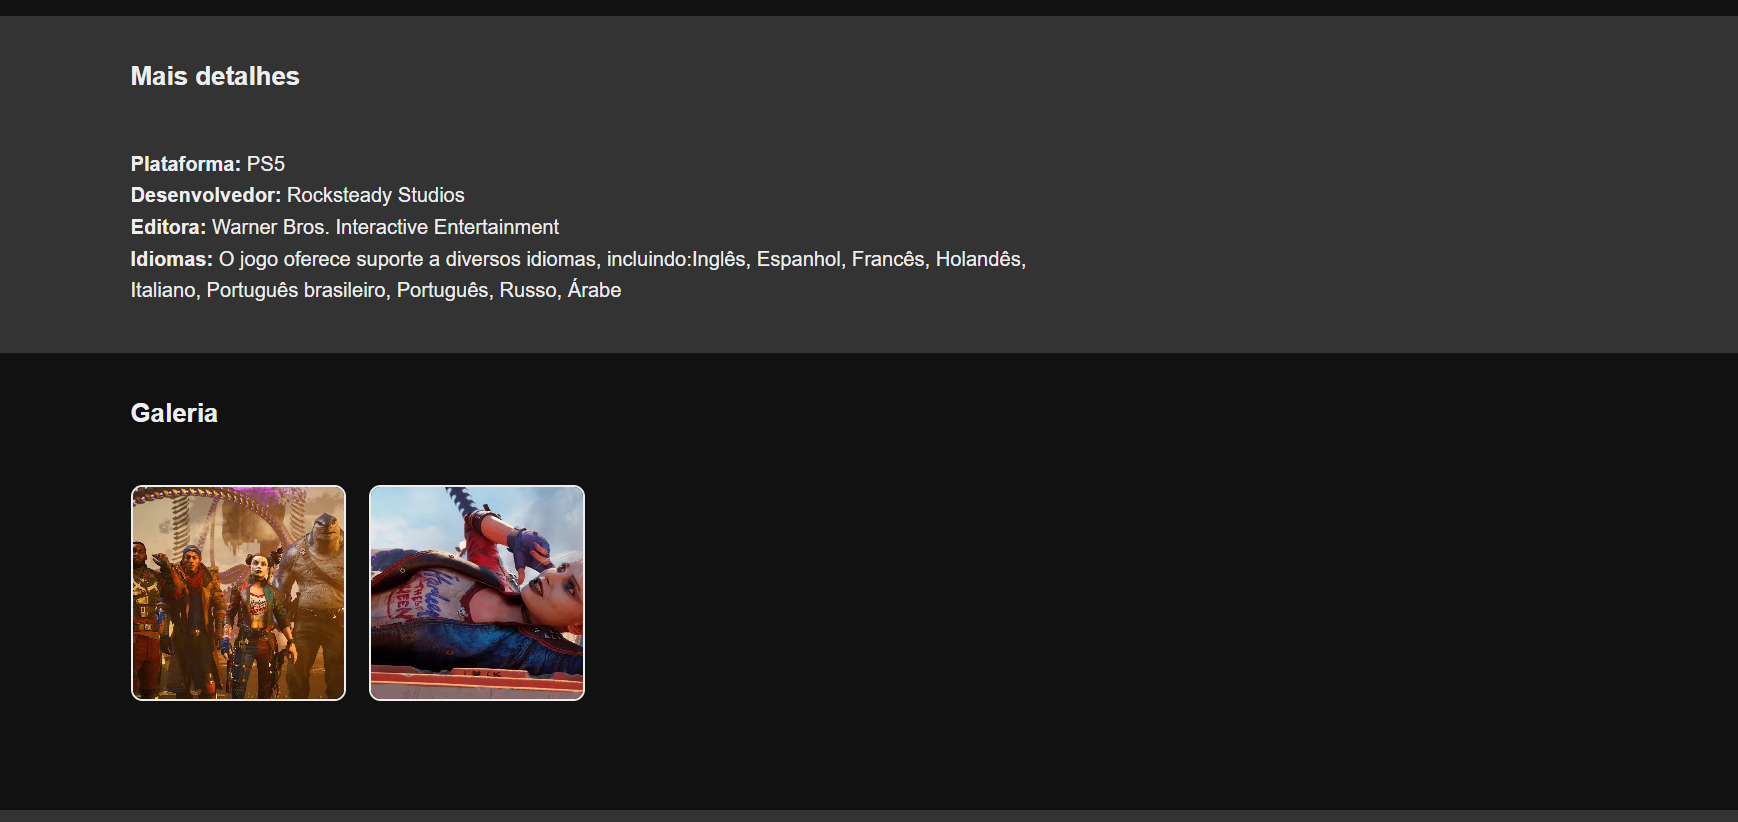 Mais detalhes
Plataforma: PS5
Desenvolvedor: Rocksteady Studios
Editora: Warner Bros. Interactive Entertainment
Idiomas: O jogo oferece suporte a diversos idiomas, incluindo:Inglês, Espanhol, Francês, Holandês,
Italiano, Português brasileiro, Português, Russo, Árabe
Galeria